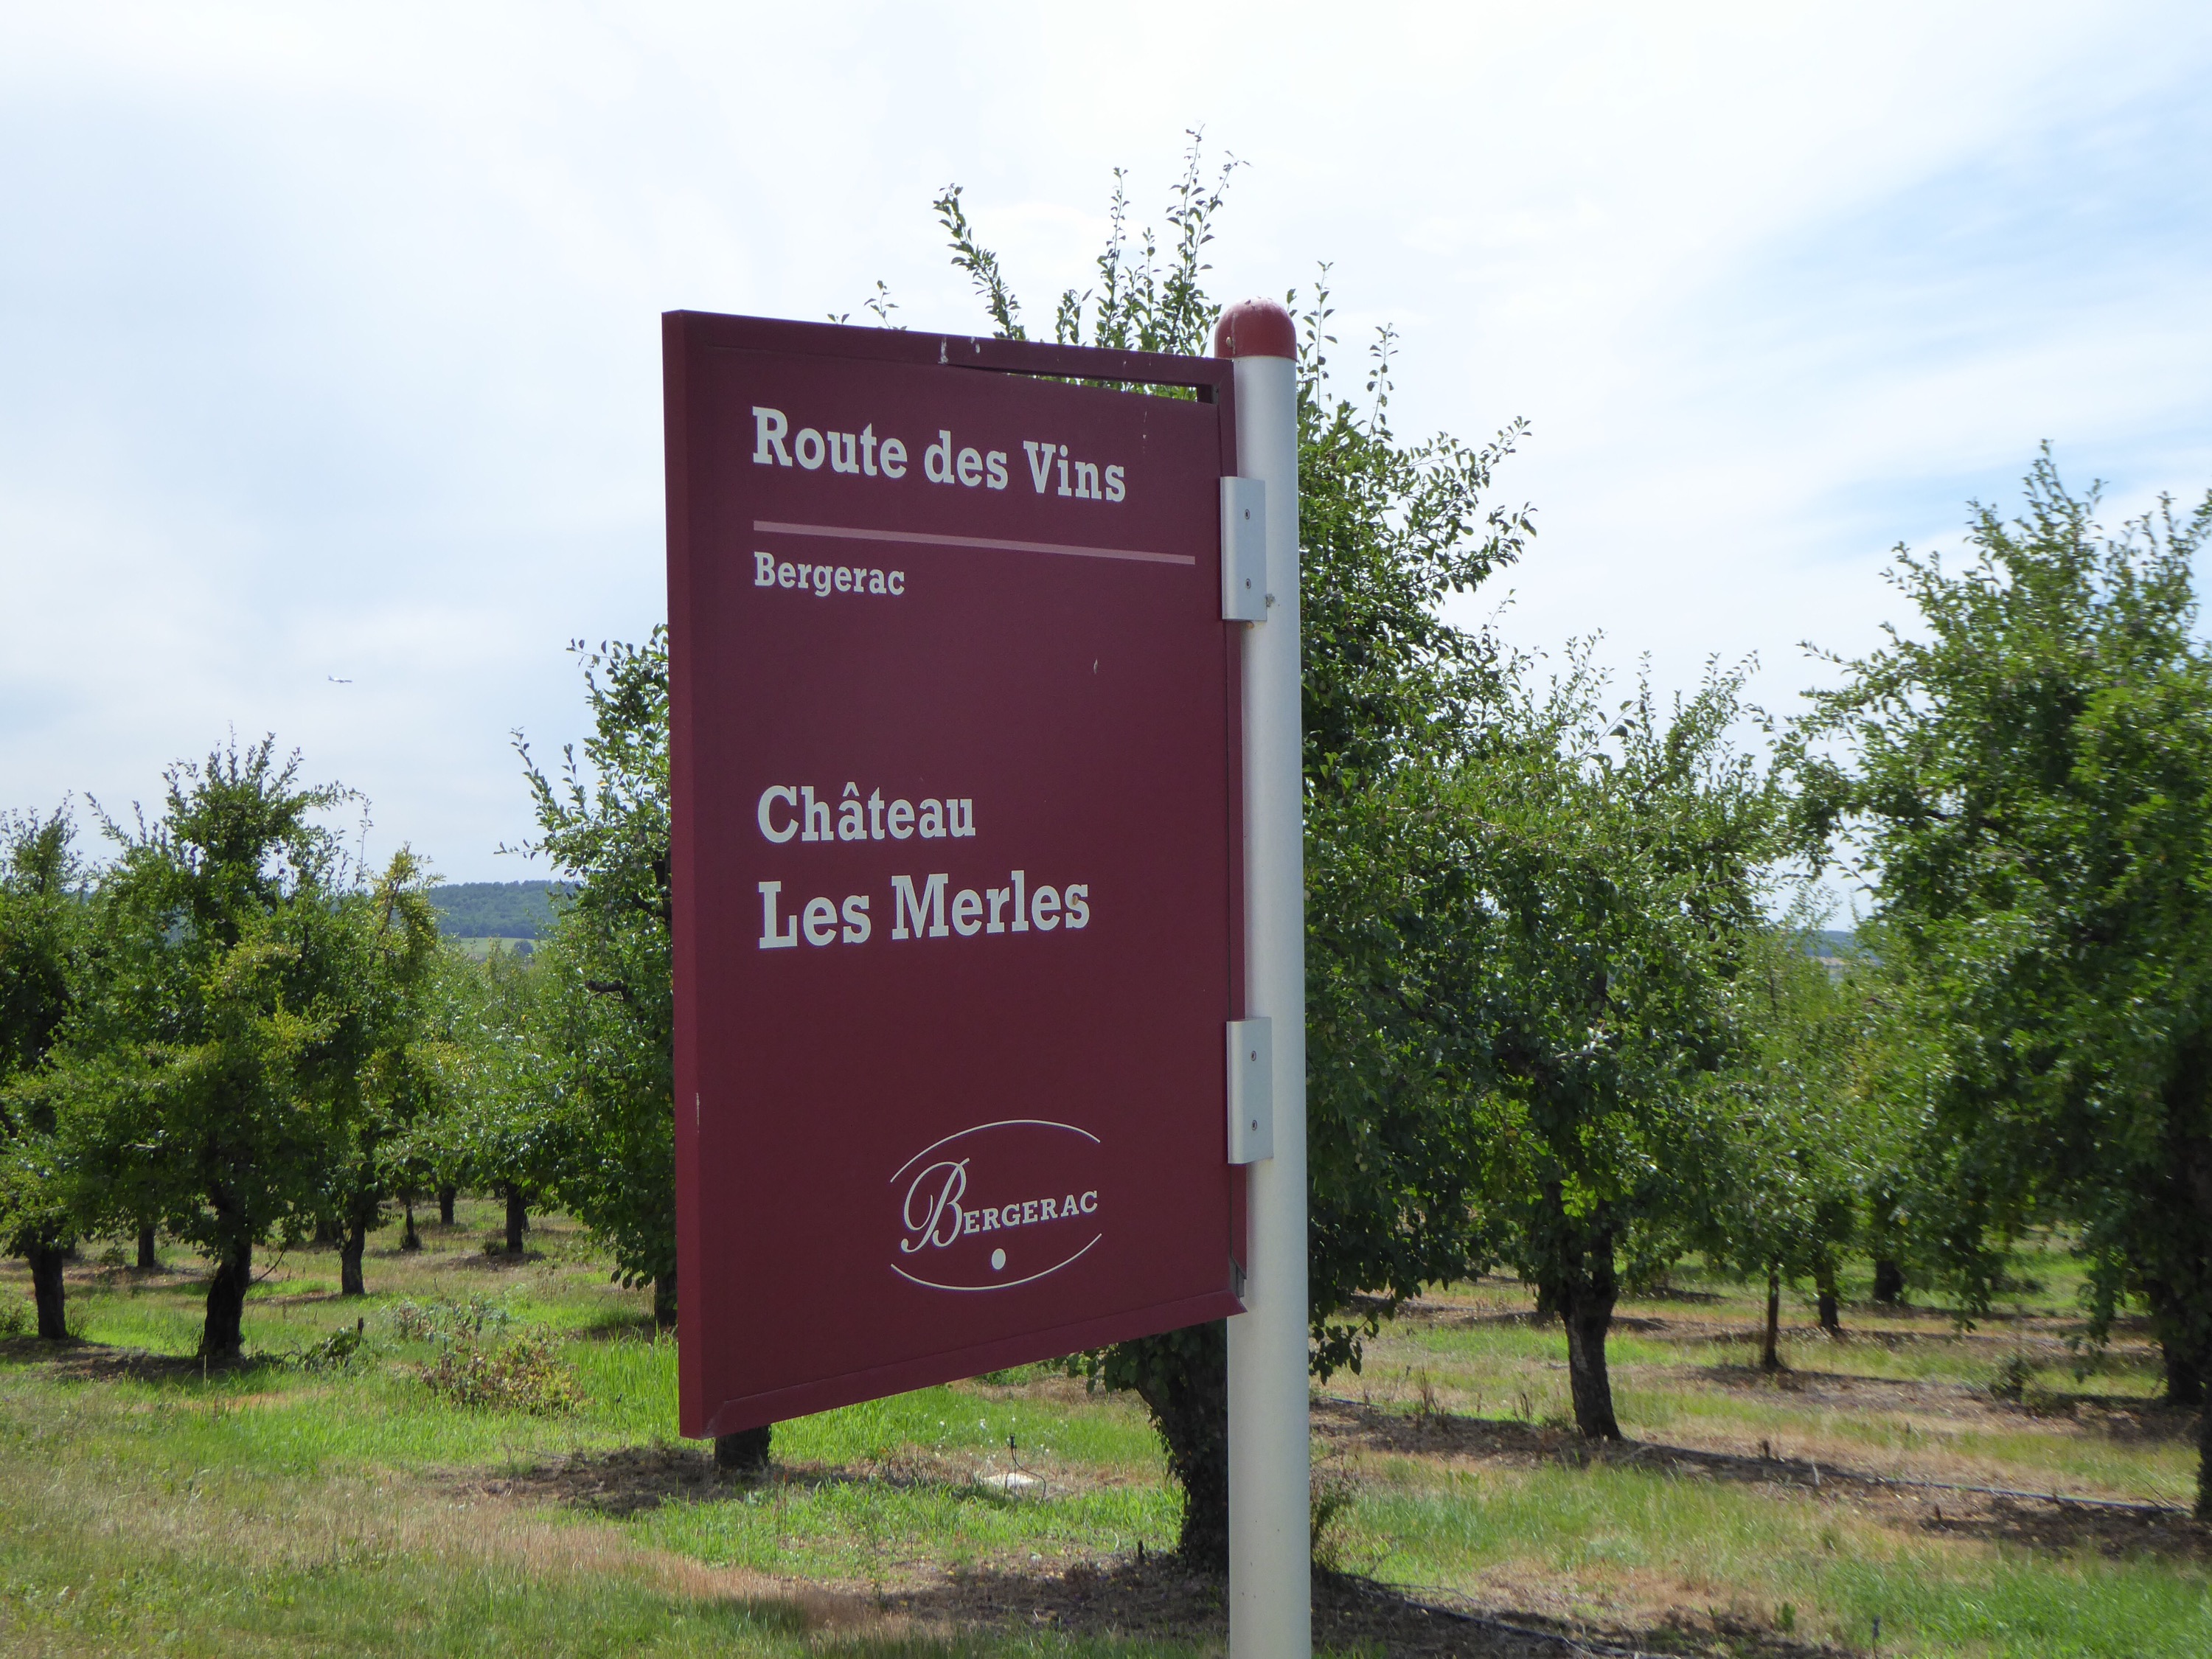 Route des Vins
Bergerac
Château
Les Merles
BERGERAC